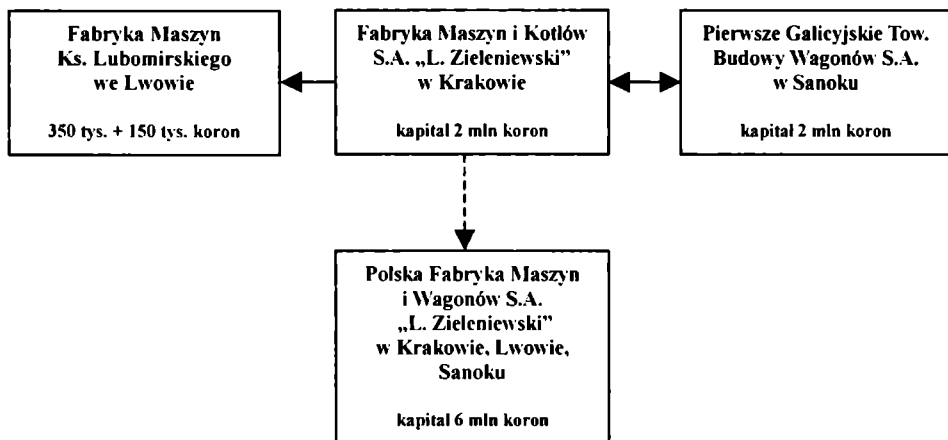 Fabryka Maszyn
Ks. Lubomirskiego
we Lwowie
350 tys. + 150 tys. koron
Fabryka Maszyn i Kotłów
S.A. „L. Zieleniewski”
w Krakowie
kapitał 2 mln koron
Pierwsze Galicyjskie Tow.
Budowy Wagonów S.A.
w Sanoku
kapitał 2 mln koron
Polska Fabryka Maszyn
i Wagonów S.A.
„L. Zieleniewski”
w Krakowie, Lwowie,
Sanoku
kapitał 6 mln koron